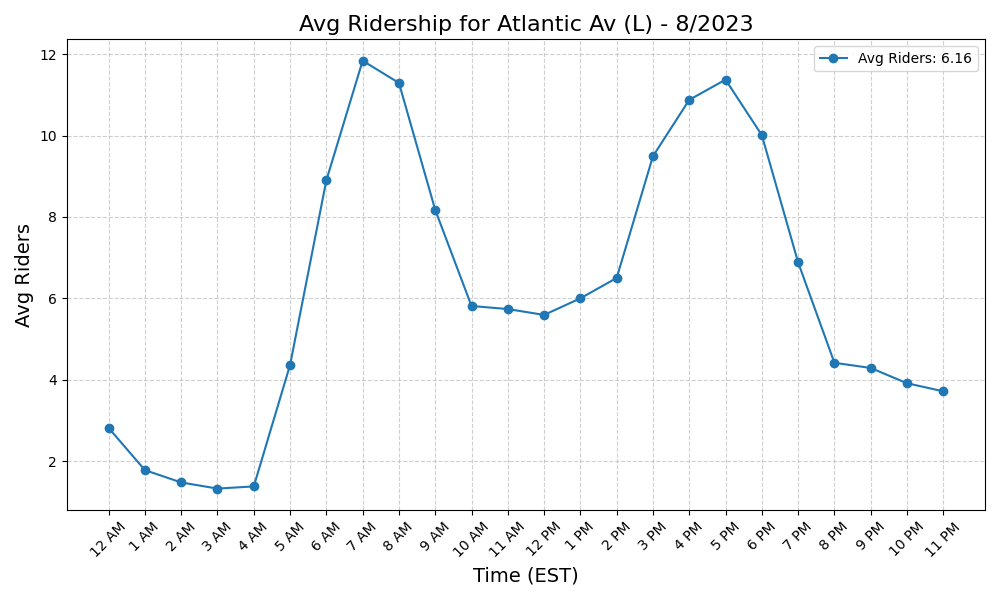 Avg Ridership for Atlantic Av (L) - 8/2023
Avg Riders: 6.16
12
10
8
6
4
2
Avg Riders
12 AM
1 AM
2 AM
3 AM
4 AM
5 AM
6 AM
7 AM
8 AM
9 AM
10 AM
11 AM
12 PM
1 PM
2 PM
3 PM
4 PM
5 PM
6 PM
7 PM
8 PM
9 PM
10 PM
11 PM
Time (EST)